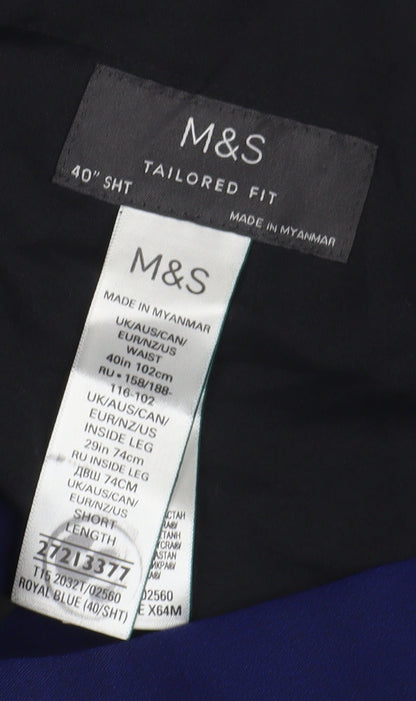 M&S
TAILORED FIT
40" SHT
MADE IN MYANMAR
M&S
MADE IN MYANMAR
UK/AUS/CAN/
EUR/NZ/US
WAIST
40in 102cm
RU • 158/188-
116-102
UK/AUS/CAN/
EUR/NZ/US
INSIDE LEG
29in 74cm
RU INSIDE LEG
ДВШ 74CM
UK/AUS/CAN/
EUR/NZ/US
SHORT
LENGTH
27213377
T15 2032T/02560
ROYAL BLUE (40/SHT)
02560
E X64M